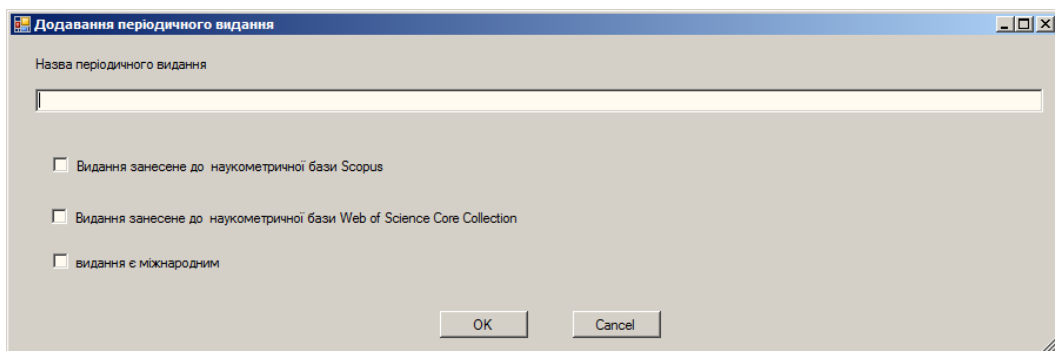 Додавання періодичного видання
Назва періодичного видання
Видання занесене до наукометричної бази Scopus
Видання занесене до наукометричної бази Web of Science Core Collection
видання є міжнародним
OK Cancel